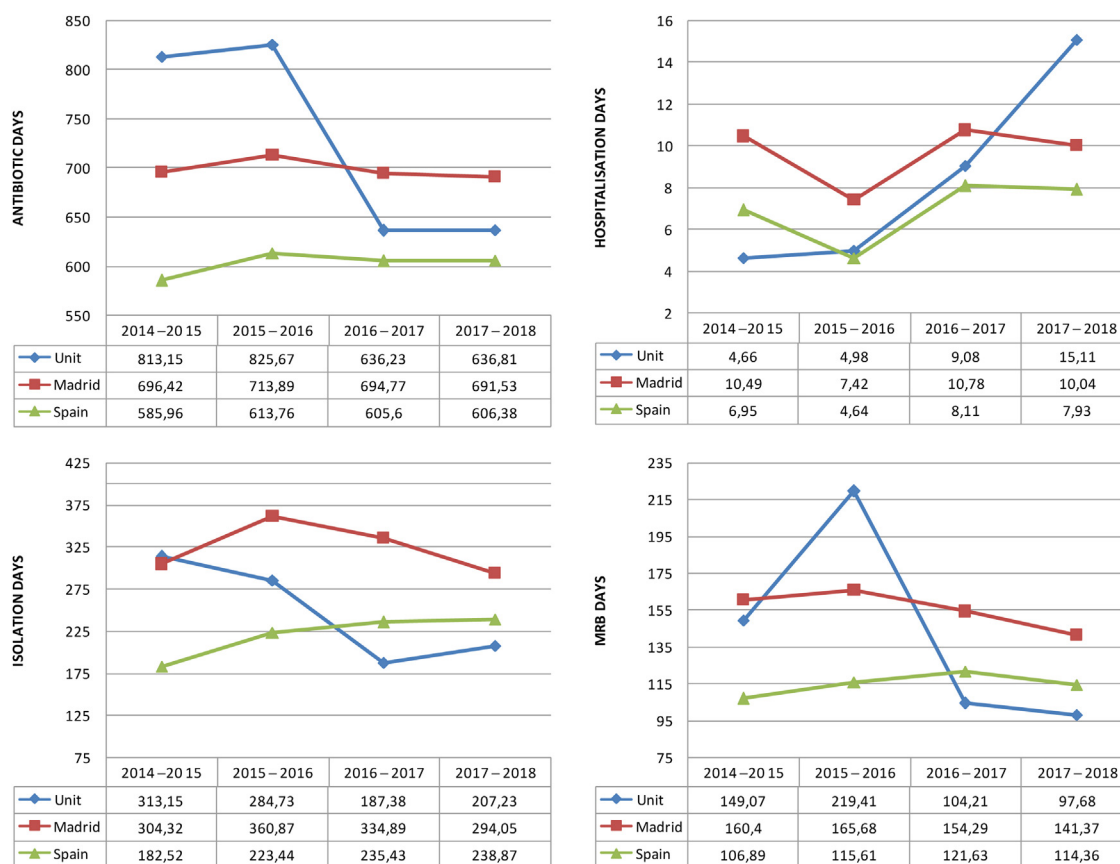 ANTIBIOTIC DAYS
850
800
750
700
650
600
550
2014–2015 2015–2016 2016–2017 2017–2018
Unit 813,15 825,67 636,23 636,81
Madrid 696,42 713,89 694,77 691,53
Spain 585,96 613,76 605,6 606,38
HOSPITALISATION DAYS
16
14
12
10
8
6
4
2
2014–2015 2015–2016 2016–2017 2017–2018
Unit 4,66 4,98 9,08 15,11
Madrid 10,49 7,42 10,78 10,04
Spain 6,95 4,64 8,11 7,93
ISOLATION DAYS
425
375
325
275
225
175
125
75
2014–2015 2015–2016 2016–2017 2017–2018
Unit 313,15 284,73 187,38 207,23
Madrid 304,32 360,87 334,89 294,05
Spain 182,52 223,44 235,43 238,87
MRB DAYS
235
215
195
175
155
135
115
95
75
2014–2015 2015–2016 2016–2017 2017–2018
Unit 149,07 219,41 104,21 97,68
Madrid 160,4 165,68 154,29 141,37
Spain 106,89 115,61 121,63 114,36